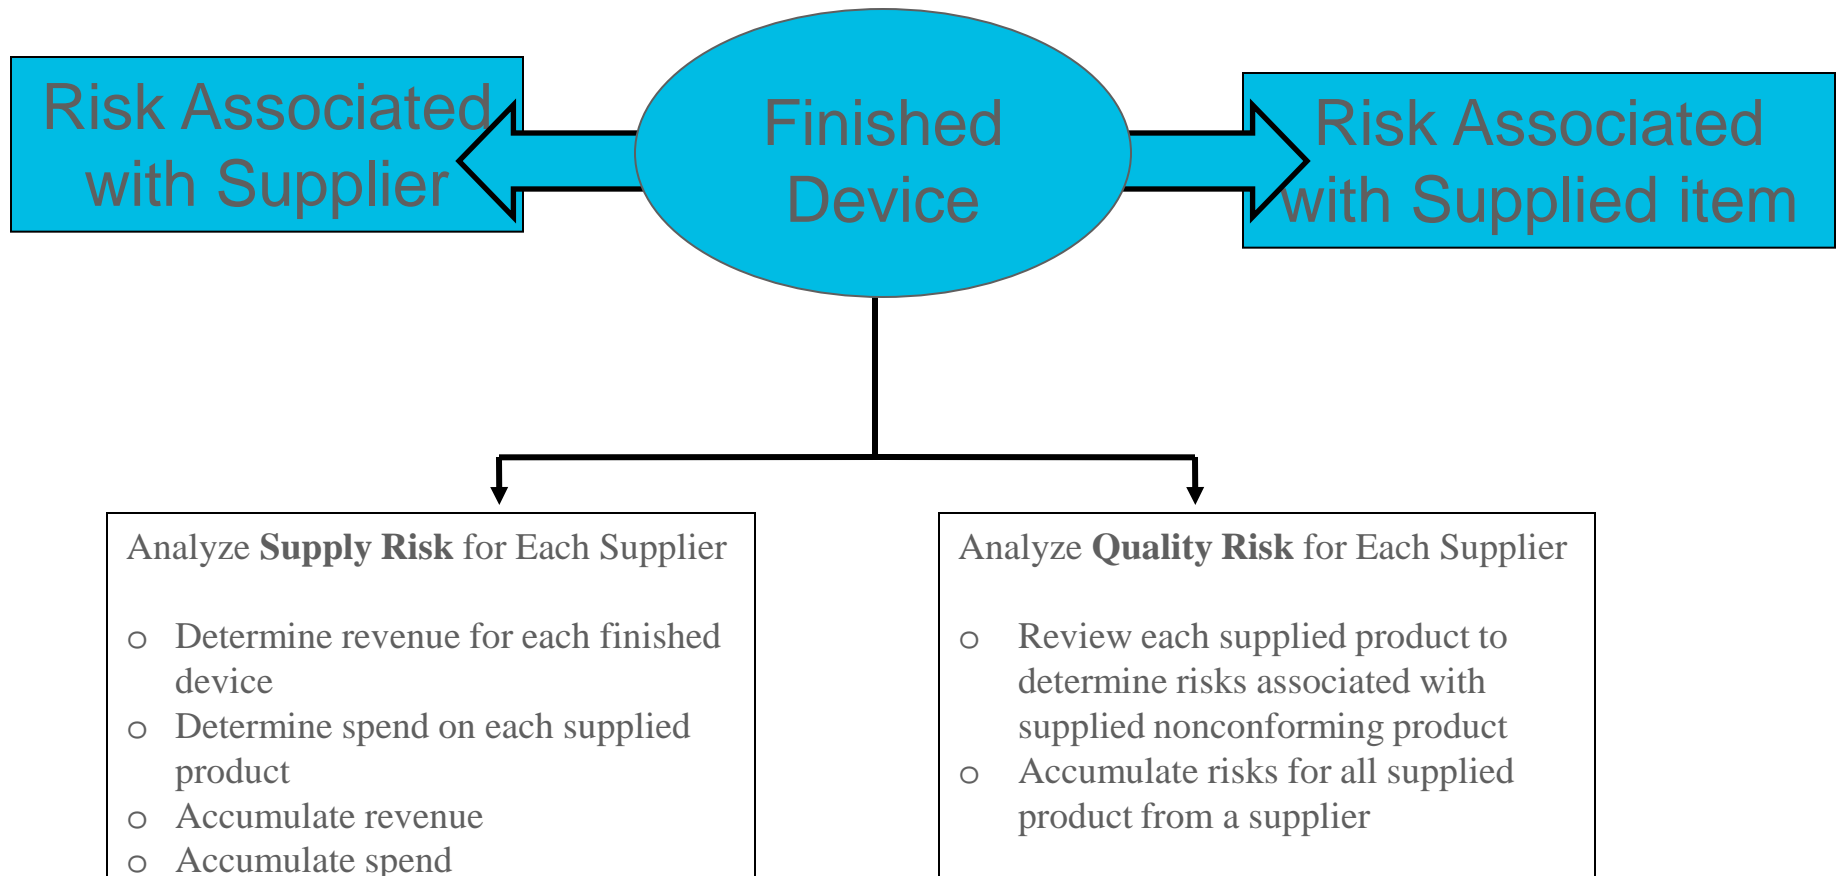 Risk Associated
with Supplier
Finished
Device
Risk Associated
with Supplied item
Analyze Supply Risk for Each Supplier
o Determine revenue for each finished
device
o Determine spend on each supplied
product
o Accumulate revenue
o Accumulate spend
Analyze Quality Risk for Each Supplier
o Review each supplied product to
determine risks associated with
supplied nonconforming product
o Accumulate risks for all supplied
product from a supplier